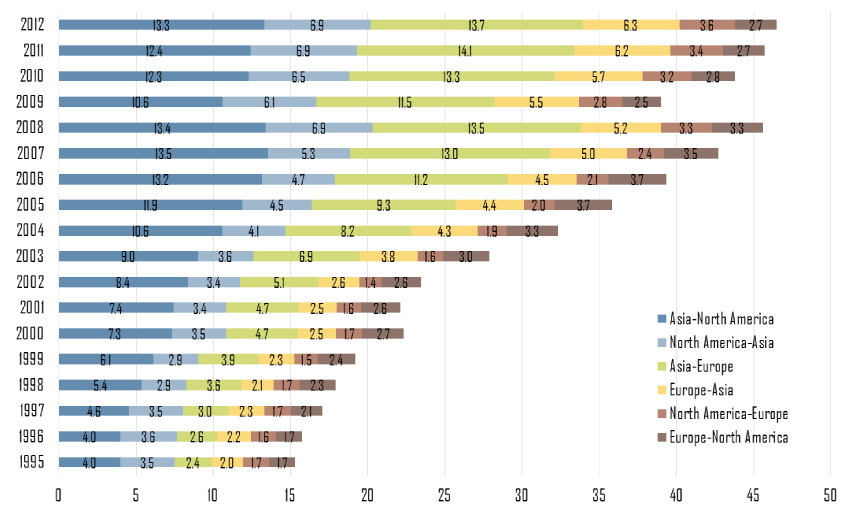 2012 13.3 6.9 13.7 6.3 3.6 2.7
2011 12.4 6.9 14.1 6.2 3.4 2.7
2010 12.3 6.5 13.3 5.7 3.2 2.8
2009 10.6 6.1 11.5 5.5 2.8 2.5
2008 13.4 6.9 13.5 5.2 3.3 3.3
2007 13.5 5.3 13.0 5.0 2.4 3.5
2006 13.2 4.7 11.2 4.5 2.1 3.7
2005 11.9 4.5 9.3 4.4 2.0 3.7
2004 10.6 4.1 8.2 4.3 1.9 3.3
2003 9.0 3.6 6.9 3.8 1.6 3.0
2002 8.4 3.4 5.1 2.6 1.4 2.6
2001 7.4 3.4 4.7 2.5 1.6 2.6
2000 7.3 3.5 4.7 2.5 1.7 2.7
1999 6.1 2.9 3.9 2.3 1.5 2.4
1998 5.4 2.9 3.6 2.1 1.7 2.3
1997 4.6 3.5 3.0 2.3 1.7 2.1
1996 4.0 3.6 2.6 2.2 1.6 1.7
1995 4.0 3.5 2.4 2.0 1.7 1.7
Asia-North America
North America-Asia
Asia-Europe
Europe-Asia
North America-Europe
Europe-North America
0 5 10 15 20 25 30 35 40 45 50